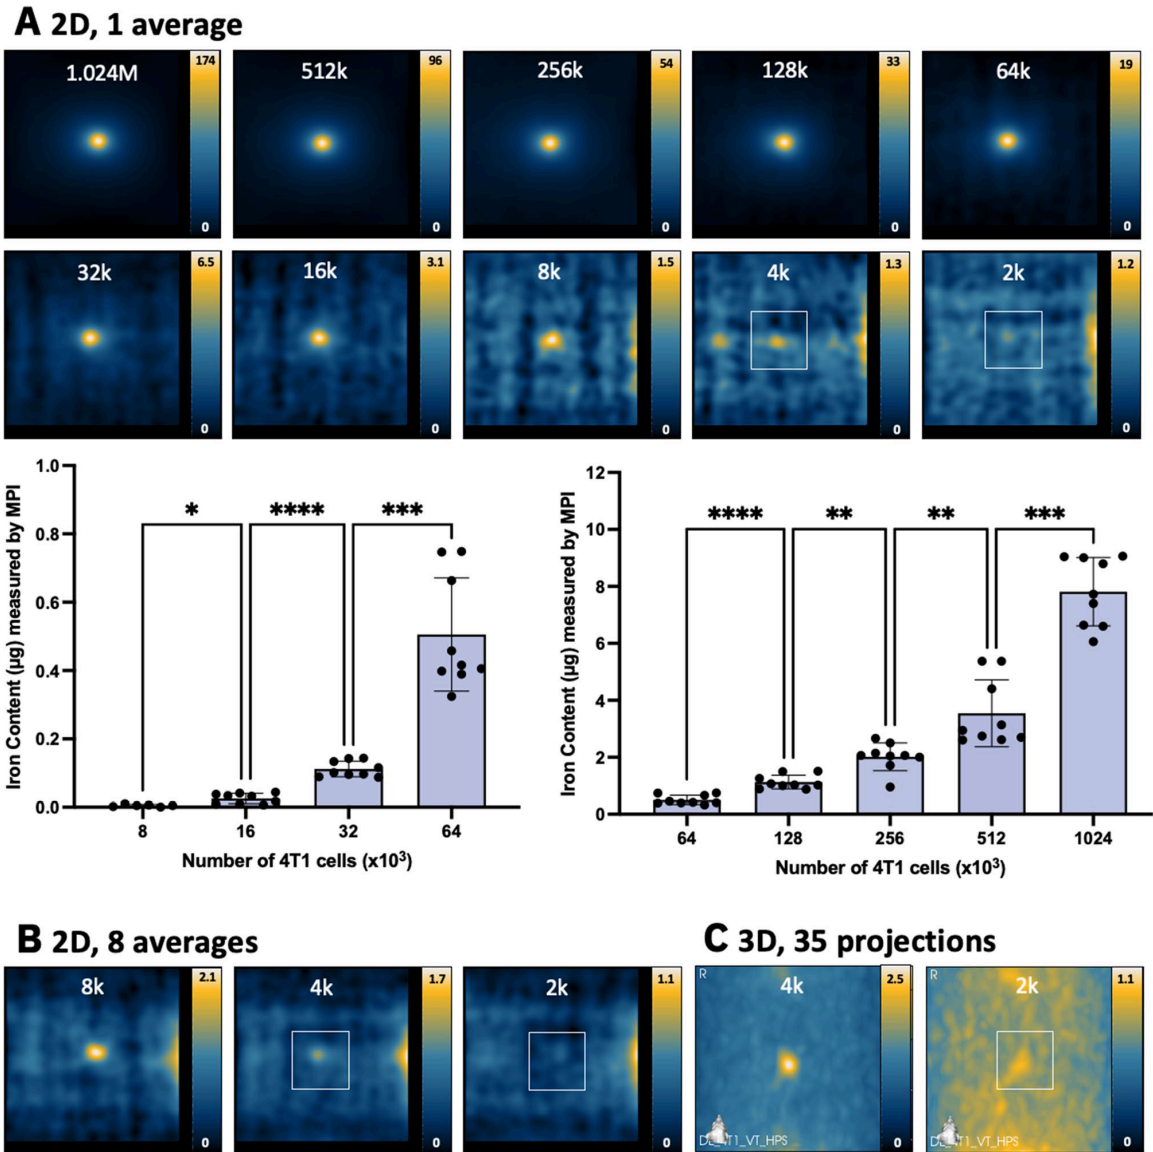 A 2D, 1 average
1.024M 174 0
512k 96 0
256k 54 0
128k 33 0
64k 19 0
32k 6.5 0
16k 3.1 0
8k 1.5 0
4k 1.3 0
2k 1.2 0
Iron Content (µg) measured by MPI
1.0
0.8
0.6
0.4
0.2
0.0
* **** ***
8 16 32 64
Number of 4T1 cells (x10³)
Iron Content (µg) measured by MPI
12
10
8
6
4
2
0
**** ** ** ***
64 128 256 512 1024
Number of 4T1 cells (x10³)
B 2D, 8 averages
8k 2.1 0
4k 1.7 0
2k 1.1 0
C 3D, 35 projections
R 4k 2.5 0
R 2k 1.1 0